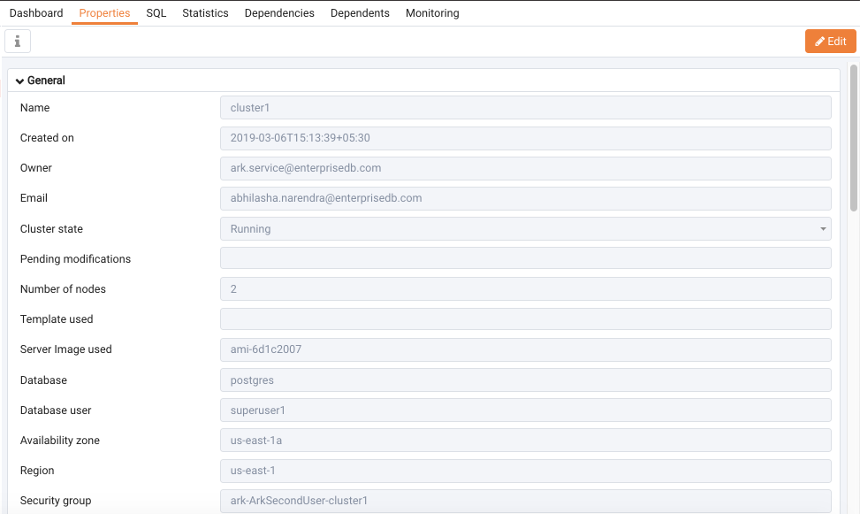 Dashboard Properties SQL Statistics Dependencies Dependents Monitoring
i Edit
General
Name cluster1
Created on 2019-03-06T15:13:39+05:30
Owner ark.service@enterprisedb.com
Email abhilasha.narendra@enterprisedb.com
Cluster state Running
Pending modifications
Number of nodes 2
Template used
Server Image used ami-6d1c2007
Database postgres
Database user superuser1
Availability zone us-east-1a
Region us-east-1
Security group ark-ArkSecondUser-cluster1